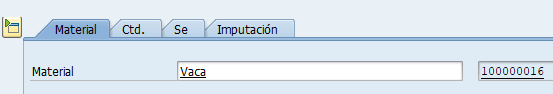 Material Ctd. Se Imputación
Material Vaca 100000016